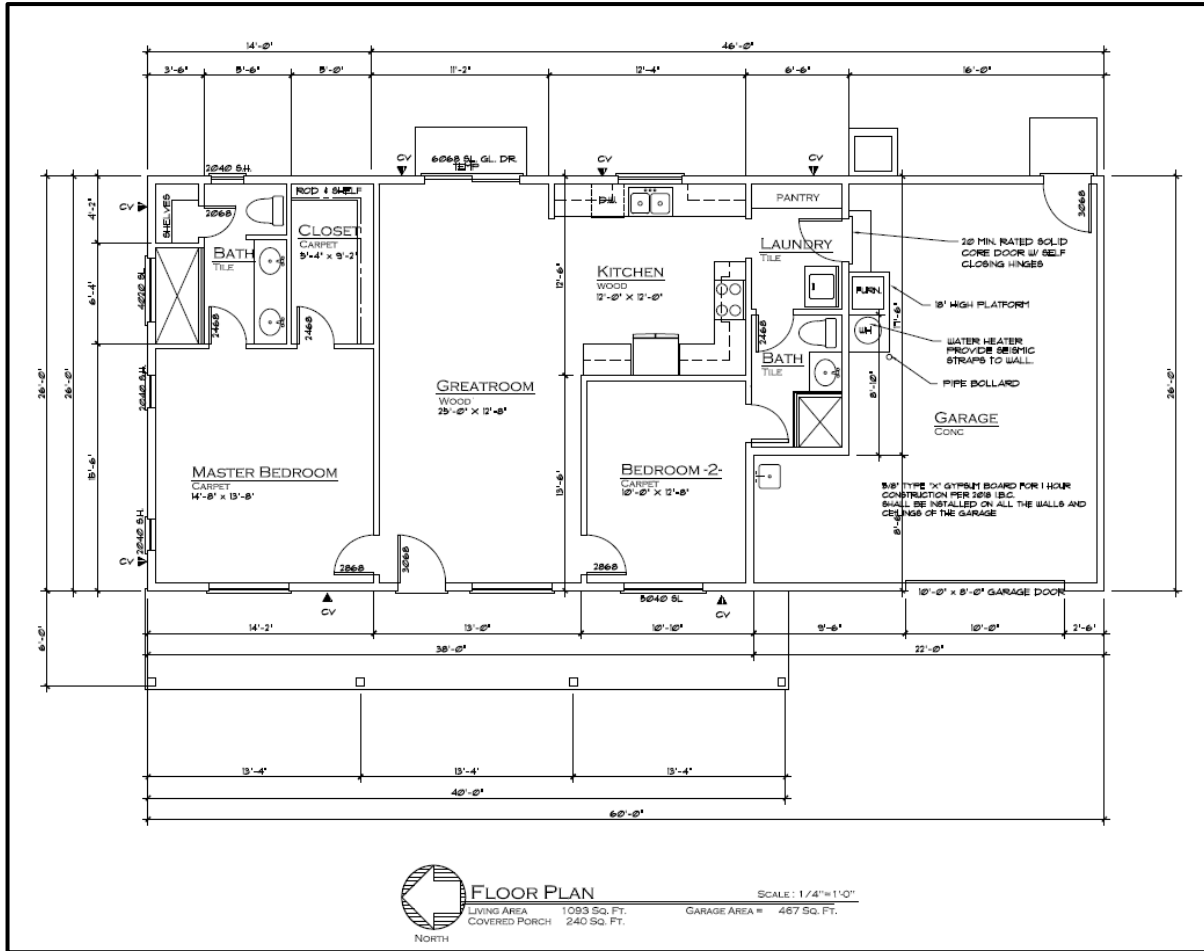 14'-0"
46'-0"
3'-6"
5'-6"
5'-0"
11'-2"
12'-4"
6'-6"
16'-0"
2040 S.H.
CV
6068 SL. GL. DR.
CV
CV
CV
SHELVES
2068
ROD & SHELF
PANTRY
3068
4'-2"
BATH
TILE
CLOSET
CARPET
LAUNDRY
TILE
20 MIN. RATED SOLID
CORE DOOR W/ SELF
CLOSING HINGES
KITCHEN
WOOD
12'-0" X 12'-0"
12'-6"
4020 SL
6'-4"
FURN.
18" HIGH PLATFORM
2468
2468
2468
WH
WATER HEATER
PROVIDE SEISMIC
STRAPS TO WALL.
BATH
TILE
PIPE BOLLARD
26'-0"
26'-0"
2040 S.H.
GREATROOM
WOOD
8'-10"
GARAGE
CONC
26'-0"
MASTER BEDROOM
CARPET
14'-8" x 13'-8"
13'-6"
BEDROOM -2-
CARPET
10'-0" X 12'-8"
5/8" TYPE "X" GYPSUM BOARD FOR 1 HOUR
CONSTRUCTION PER 2018 I.B.C.
SHALL BE INSTALLED ON ALL THE WALLS AND
CEILINGS OF THE GARAGE
2040 S.H.
CV
2868
3068
2868
CV
5040 SL
CV
10'-0" x 8'-0" GARAGE DOOR
6'-0"
14'-2"
13'-0"
10'-10"
9'-6"
10'-0"
2'-6"
38'-0"
22'-0"
13'-4"
13'-4"
13'-4"
40'-0"
60'-0"
FLOOR PLAN
SCALE : 1/4"=1'-0"
LIVING AREA 1093 SQ. FT.
GARAGE AREA = 467 SQ. FT.
COVERED PORCH 240 SQ. FT.
NORTH